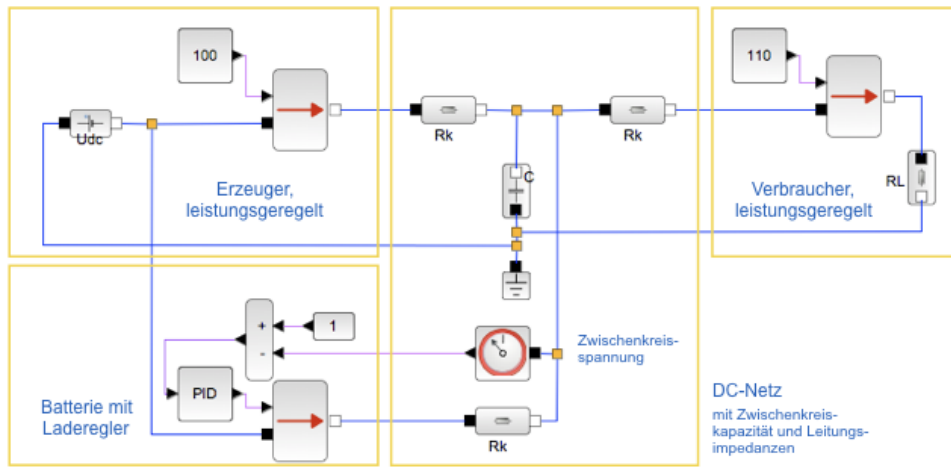 100
Udc
Erzeuger,
leistungsgeregelt
Rk
C
Rk
110
RL
Verbraucher,
leistungsgeregelt
+
-
1
PID
Batterie mit
Laderegler
Zwischenkreis-
spannung
Rk
DC-Netz
mit Zwischenkreis-
kapazität und Leitungs-
impedanzen